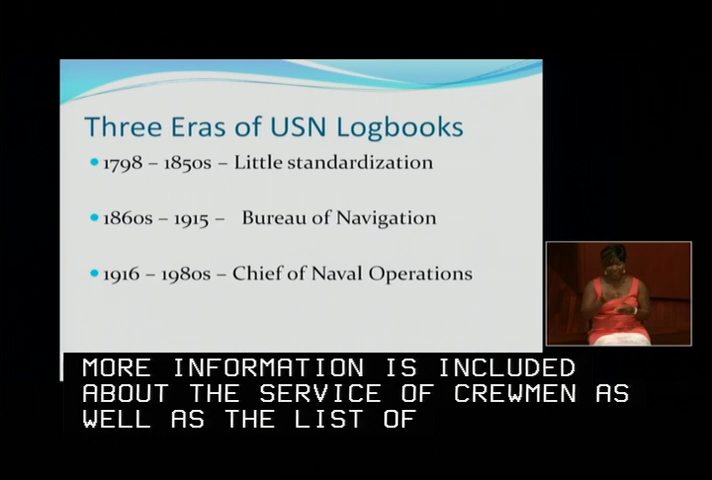 Three Eras of USN Logbooks
• 1798 – 1850s – Little standardization
• 1860s – 1915 – Bureau of Navigation
• 1916 – 1980s – Chief of Naval Operations
MORE INFORMATION IS INCLUDED
ABOUT THE SERVICE OF CREWMEN AS
WELL AS THE LIST OF